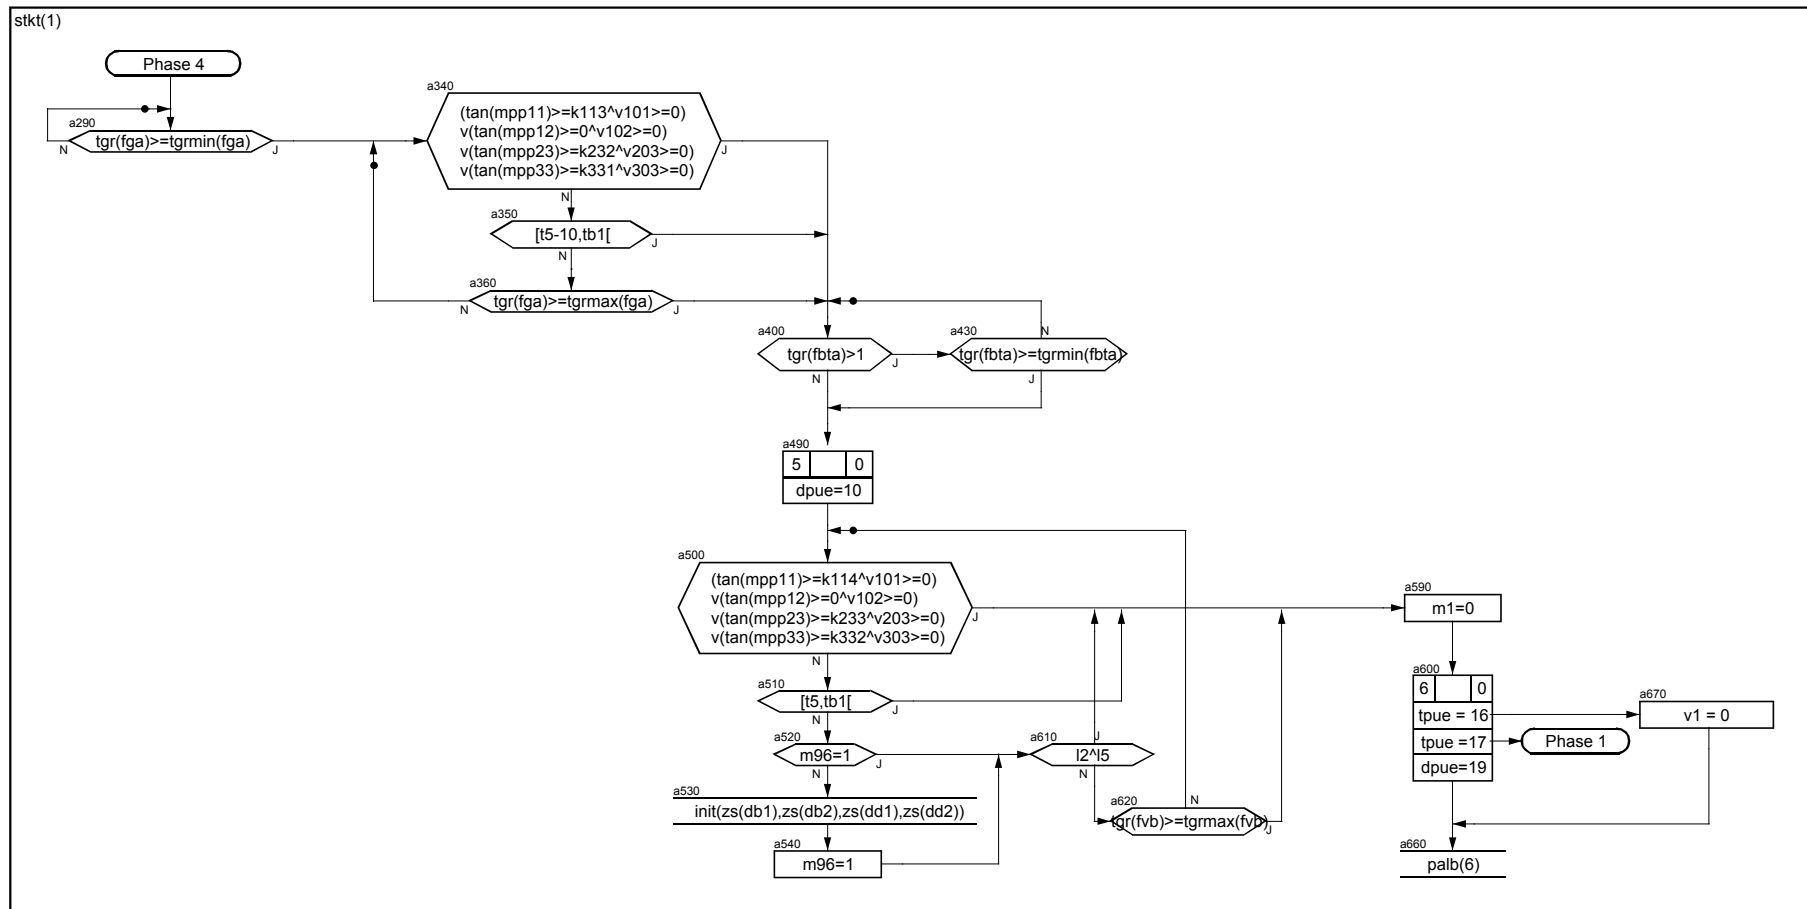 stkt(1)
Phase 4
a290
tgr(fga)>=tgrmin(fga)
N
J
a340
(tan(mpp11)>=k113^v101>=0)
v(tan(mpp12)>=0^v102>=0)
v(tan(mpp23)>=k232^v203>=0)
v(tan(mpp33)>=k331^v303>=0)
J
N
a350
[t5-10,tb1[
J
N
a360
tgr(fga)>=tgrmax(fga)
N
J
a400
tgr(fbta)>1
J
N
a430
N
tgr(fbta)>=tgrmin(fbta)
J
a490
5 0
dpue=10
a500
(tan(mpp11)>=k114^v101>=0)
v(tan(mpp12)>=0^v102>=0)
v(tan(mpp23)>=k233^v203>=0)
v(tan(mpp33)>=k332^v303>=0)
J
N
a510
[t5,tb1[
J
N
a520
m96=1
J
N
a530
init(zs(db1),zs(db2),zs(dd1),zs(dd2))
a540
m96=1
a610
J
l2^l5
N
a620
N
tgr(fvb)>=tgrmax(fvb)
J
a590
m1=0
a600
6 0
tpue = 16
tpue =17
dpue=19
a670
v1 = 0
Phase 1
a660
palb(6)